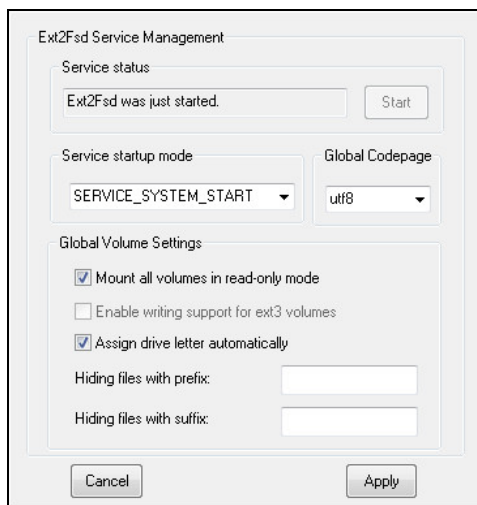 Ext2Fsd Service Management
Service status
Ext2Fsd was just started.
Start
Service startup mode
Global Codepage
SERVICE_SYSTEM_START
utf8
Global Volume Settings
Mount all volumes in read-only mode
Enable writing support for ext3 volumes
Assign drive letter automatically
Hiding files with prefix:
Hiding files with suffix:
Cancel
Apply